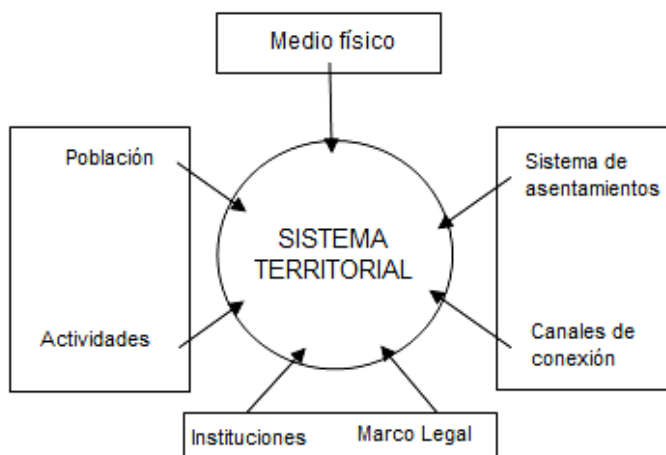 Medio físico
Población
Sistema de
asentamientos
SISTEMA
TERRITORIAL
Actividades
Canales de
conexión
Instituciones
Marco Legal